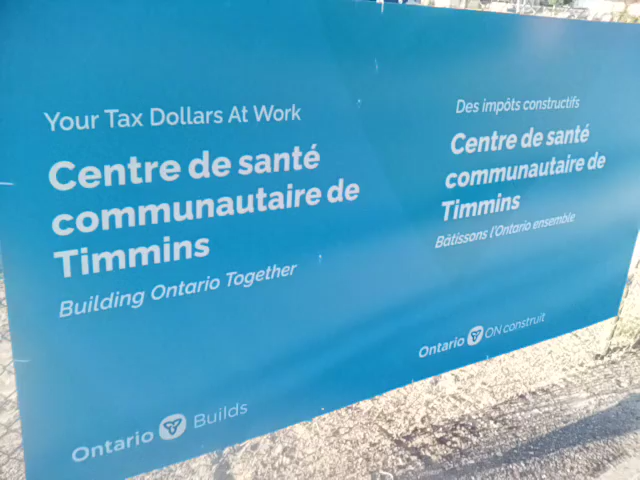 Your Tax Dollars At Work
Centre de santé
communautaire de
Timmins
Building Ontario Together
Ontario Builds
Des impôts constructifs
Centre de santé
communautaire de
Timmins
Bâtissons l'Ontario ensemble
Ontario ON construit